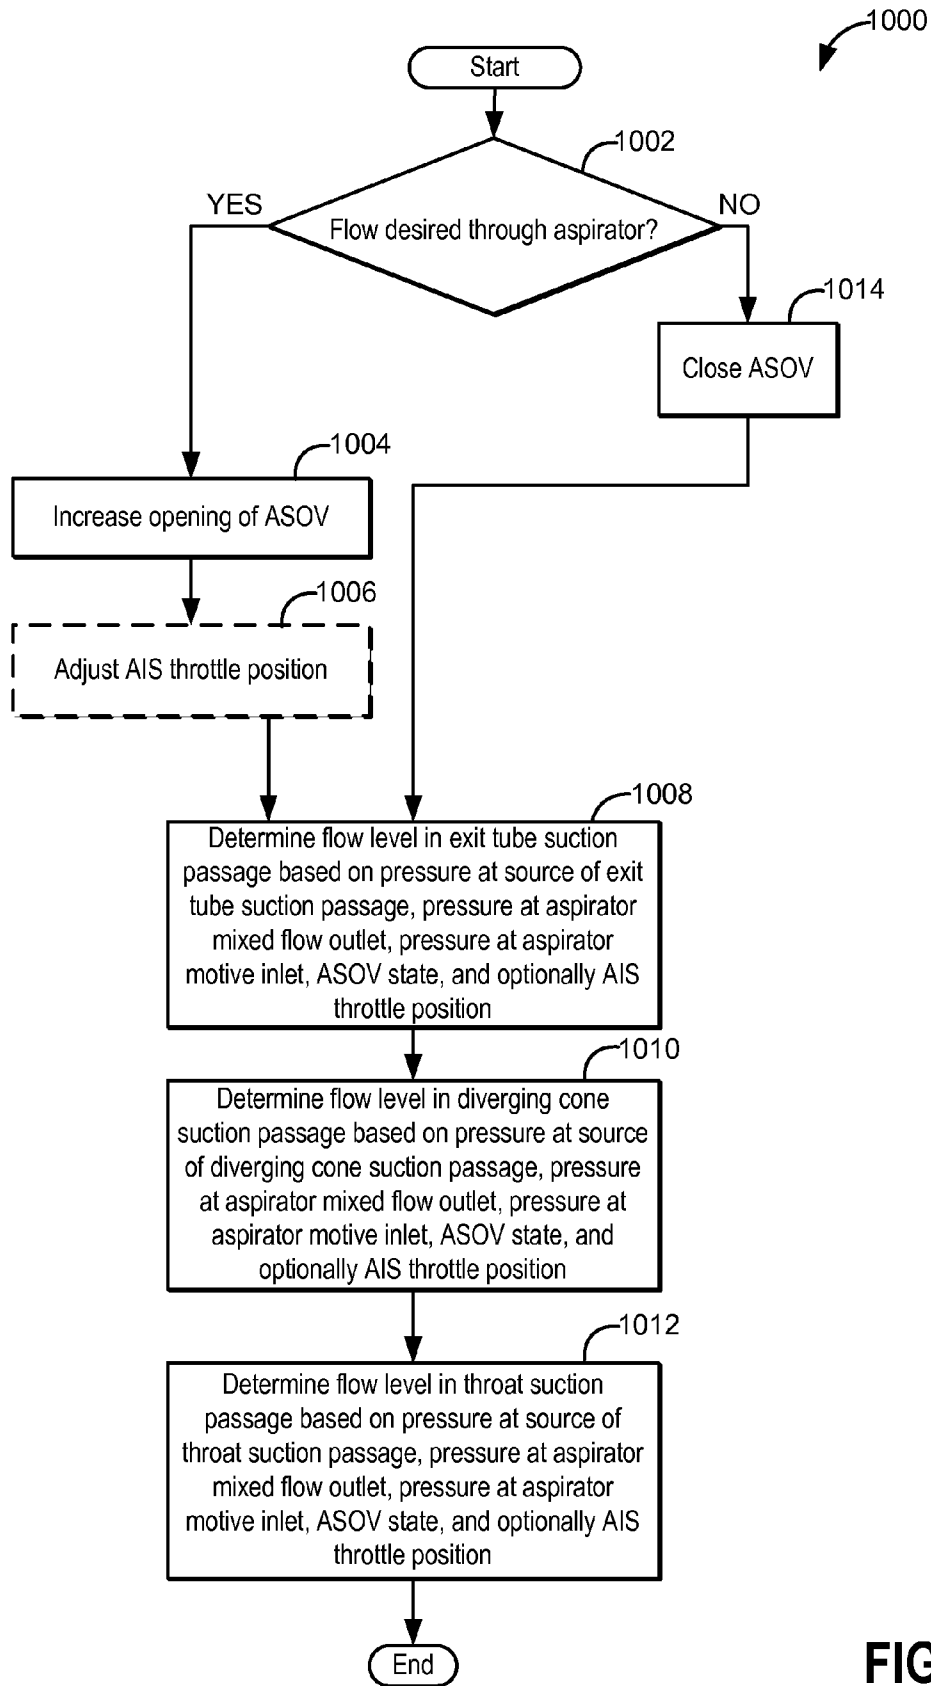 1000
Start
1002
YES
NO
Flow desired through aspirator?
1014
Close ASOV
1004
Increase opening of ASOV
1006
Adjust AIS throttle position
1008
Determine flow level in exit tube suction
passage based on pressure at source of exit
tube suction passage, pressure at aspirator
mixed flow outlet, pressure at aspirator
motive inlet, ASOV state, and optionally AIS
throttle position
1010
Determine flow level in diverging cone
suction passage based on pressure at source
of diverging cone suction passage, pressure
at aspirator mixed flow outlet, pressure at
aspirator motive inlet, ASOV state, and
optionally AIS throttle position
1012
Determine flow level in throat suction
passage based on pressure at source of
throat suction passage, pressure at aspirator
mixed flow outlet, pressure at aspirator
motive inlet, ASOV state, and optionally AIS
throttle position
End
FIG